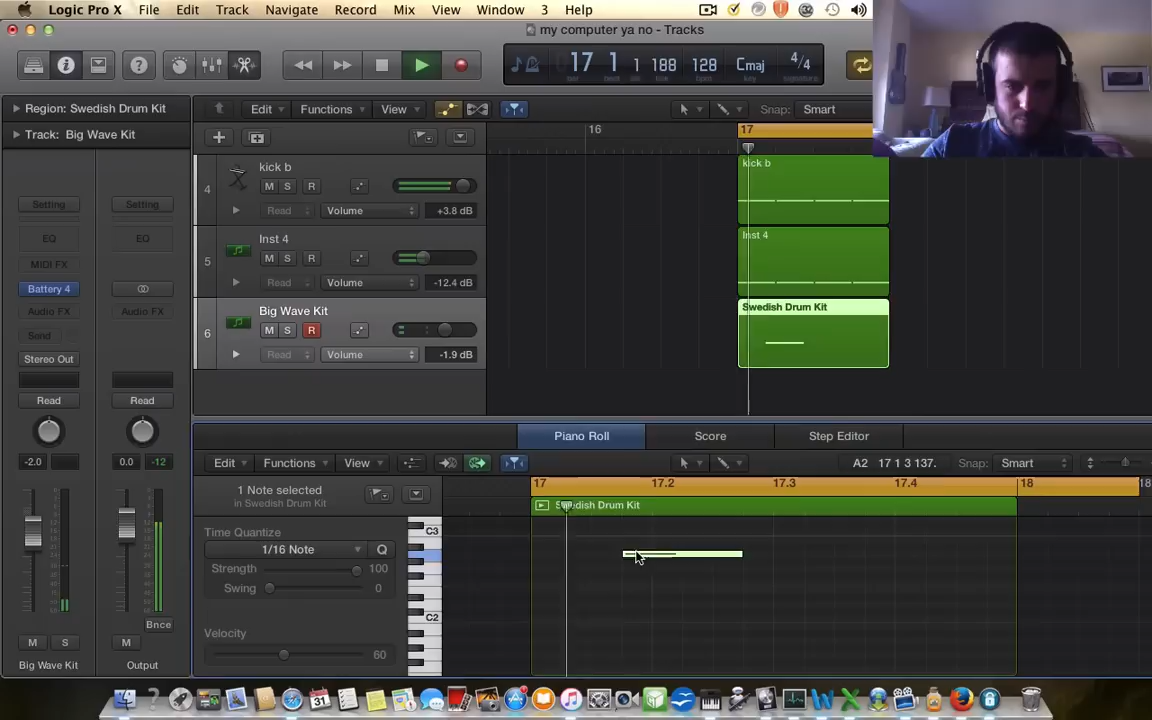 Logic Pro X File Edit Track Navigate Record Mix View Window 3 Help
my computer ya no - Tracks
17 1 1 188 128 Cmaj 4/4
bar beat bpm key signature
Region: Swedish Drum Kit
Track: Big Wave Kit
Edit Functions View Snap: Smart
16 17
Setting Setting
EQ EQ
MIDI FX
Battery 4
Audio FX Audio FX
Send
Stereo Out
Read Read
-2.0 0.0 -12
Bnce
M S M
Big Wave Kit Output
4 kick b
M S R
Read Volume +3.8 dB
5 Inst 4
M S R
Read Volume -12.4 dB
6 Big Wave Kit
M S R
Read Volume -1.9 dB
kick b
Inst 4
Swedish Drum Kit
Piano Roll Score Step Editor
Edit Functions View A2 17 1 3 137. Snap: Smart
1 Note selected
in Swedish Drum Kit
17 17.2 17.3 17.4 18 18
Swedish Drum Kit
Time Quantize
1/16 Note Q
Strength 100
Swing 0
Velocity
60
C3
C2